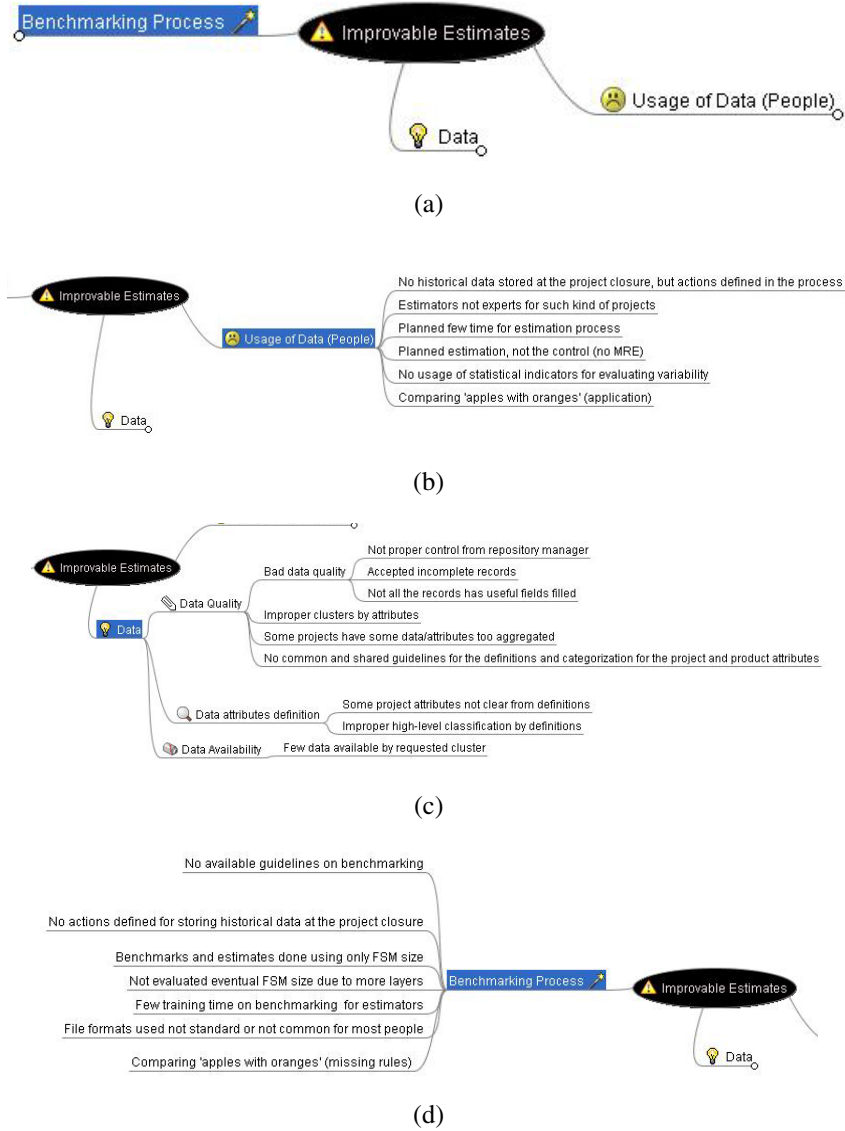 Benchmarking Process
Improvable Estimates
Usage of Data (People)
Data
(a)
Improvable Estimates
No historical data stored at the project closure, but actions defined in the process
Estimators not experts for such kind of projects
Usage of Data (People)
Planned few time for estimation process
Planned estimation, not the control (no MRE)
No usage of statistical indicators for evaluating variability
Comparing 'apples with oranges' (application)
Data
(b)
Improvable Estimates
Data
Data Quality
Bad data quality
Not proper control from repository manager
Accepted incomplete records
Not all the records has useful fields filled
Improper clusters by attributes
Some projects have some data/attributes too aggregated
No common and shared guidelines for the definitions and categorization for the project and product attributes
Data attributes definition
Some project attributes not clear from definitions
Improper high-level classification by definitions
Data Availability
Few data available by requested cluster
(c)
No available guidelines on benchmarking
No actions defined for storing historical data at the project closure
Benchmarks and estimates done using only FSM size
Not evaluated eventual FSM size due to more layers
Few training time on benchmarking for estimators
File formats used not standard or not common for most people
Comparing 'apples with oranges' (missing rules)
Benchmarking Process
Improvable Estimates
Data
(d)